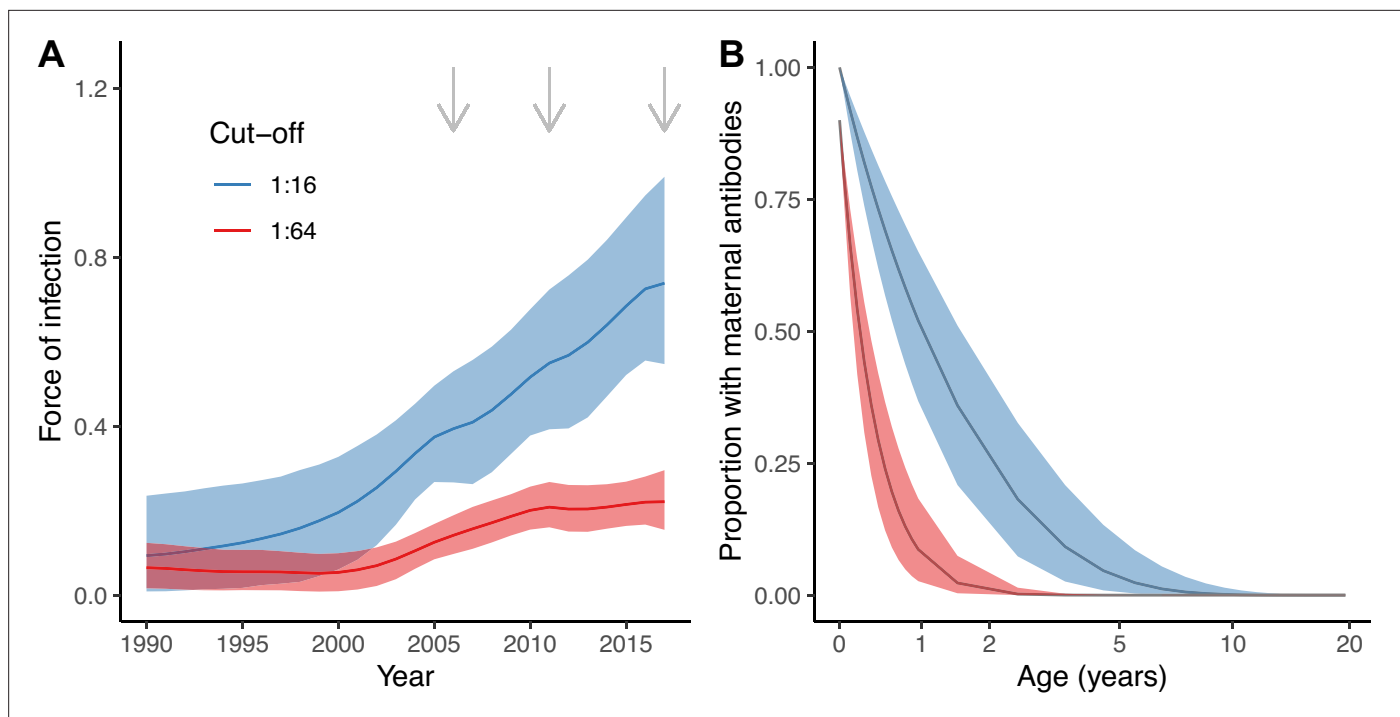 A
Force of infection
1.2
0.8
0.4
0.0
Cut–off
1:16
1:64
1990 1995 2000 2005 2010 2015
Year
B
Proportion with maternal antibodies
1.00
0.75
0.50
0.25
0.00
0 1 2 5 10 20
Age (years)